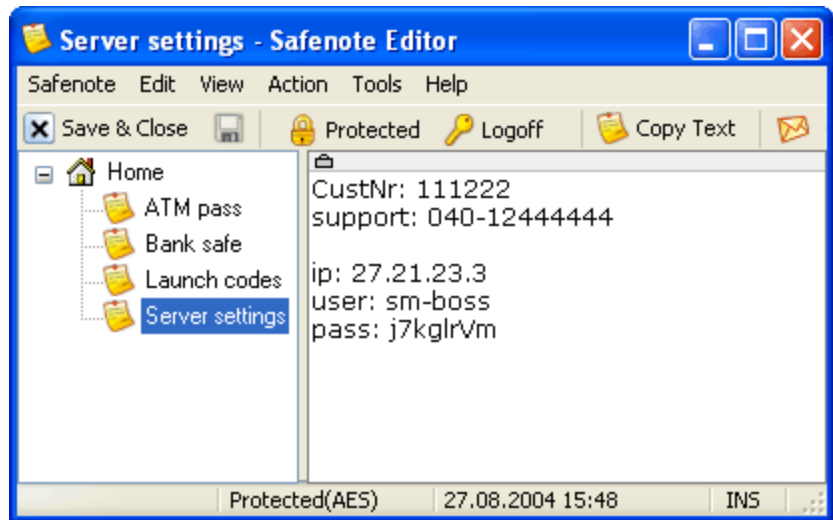 Server settings - Safenote Editor
Safenote Edit View Action Tools Help
Save & Close Protected Logoff Copy Text
Home
ATM pass
Bank safe
Launch codes
Server settings
CustNr: 111222
support: 040-12444444
ip: 27.21.23.3
user: sm-boss
pass: j7kglrVm
Protected(AES) 27.08.2004 15:48 INS